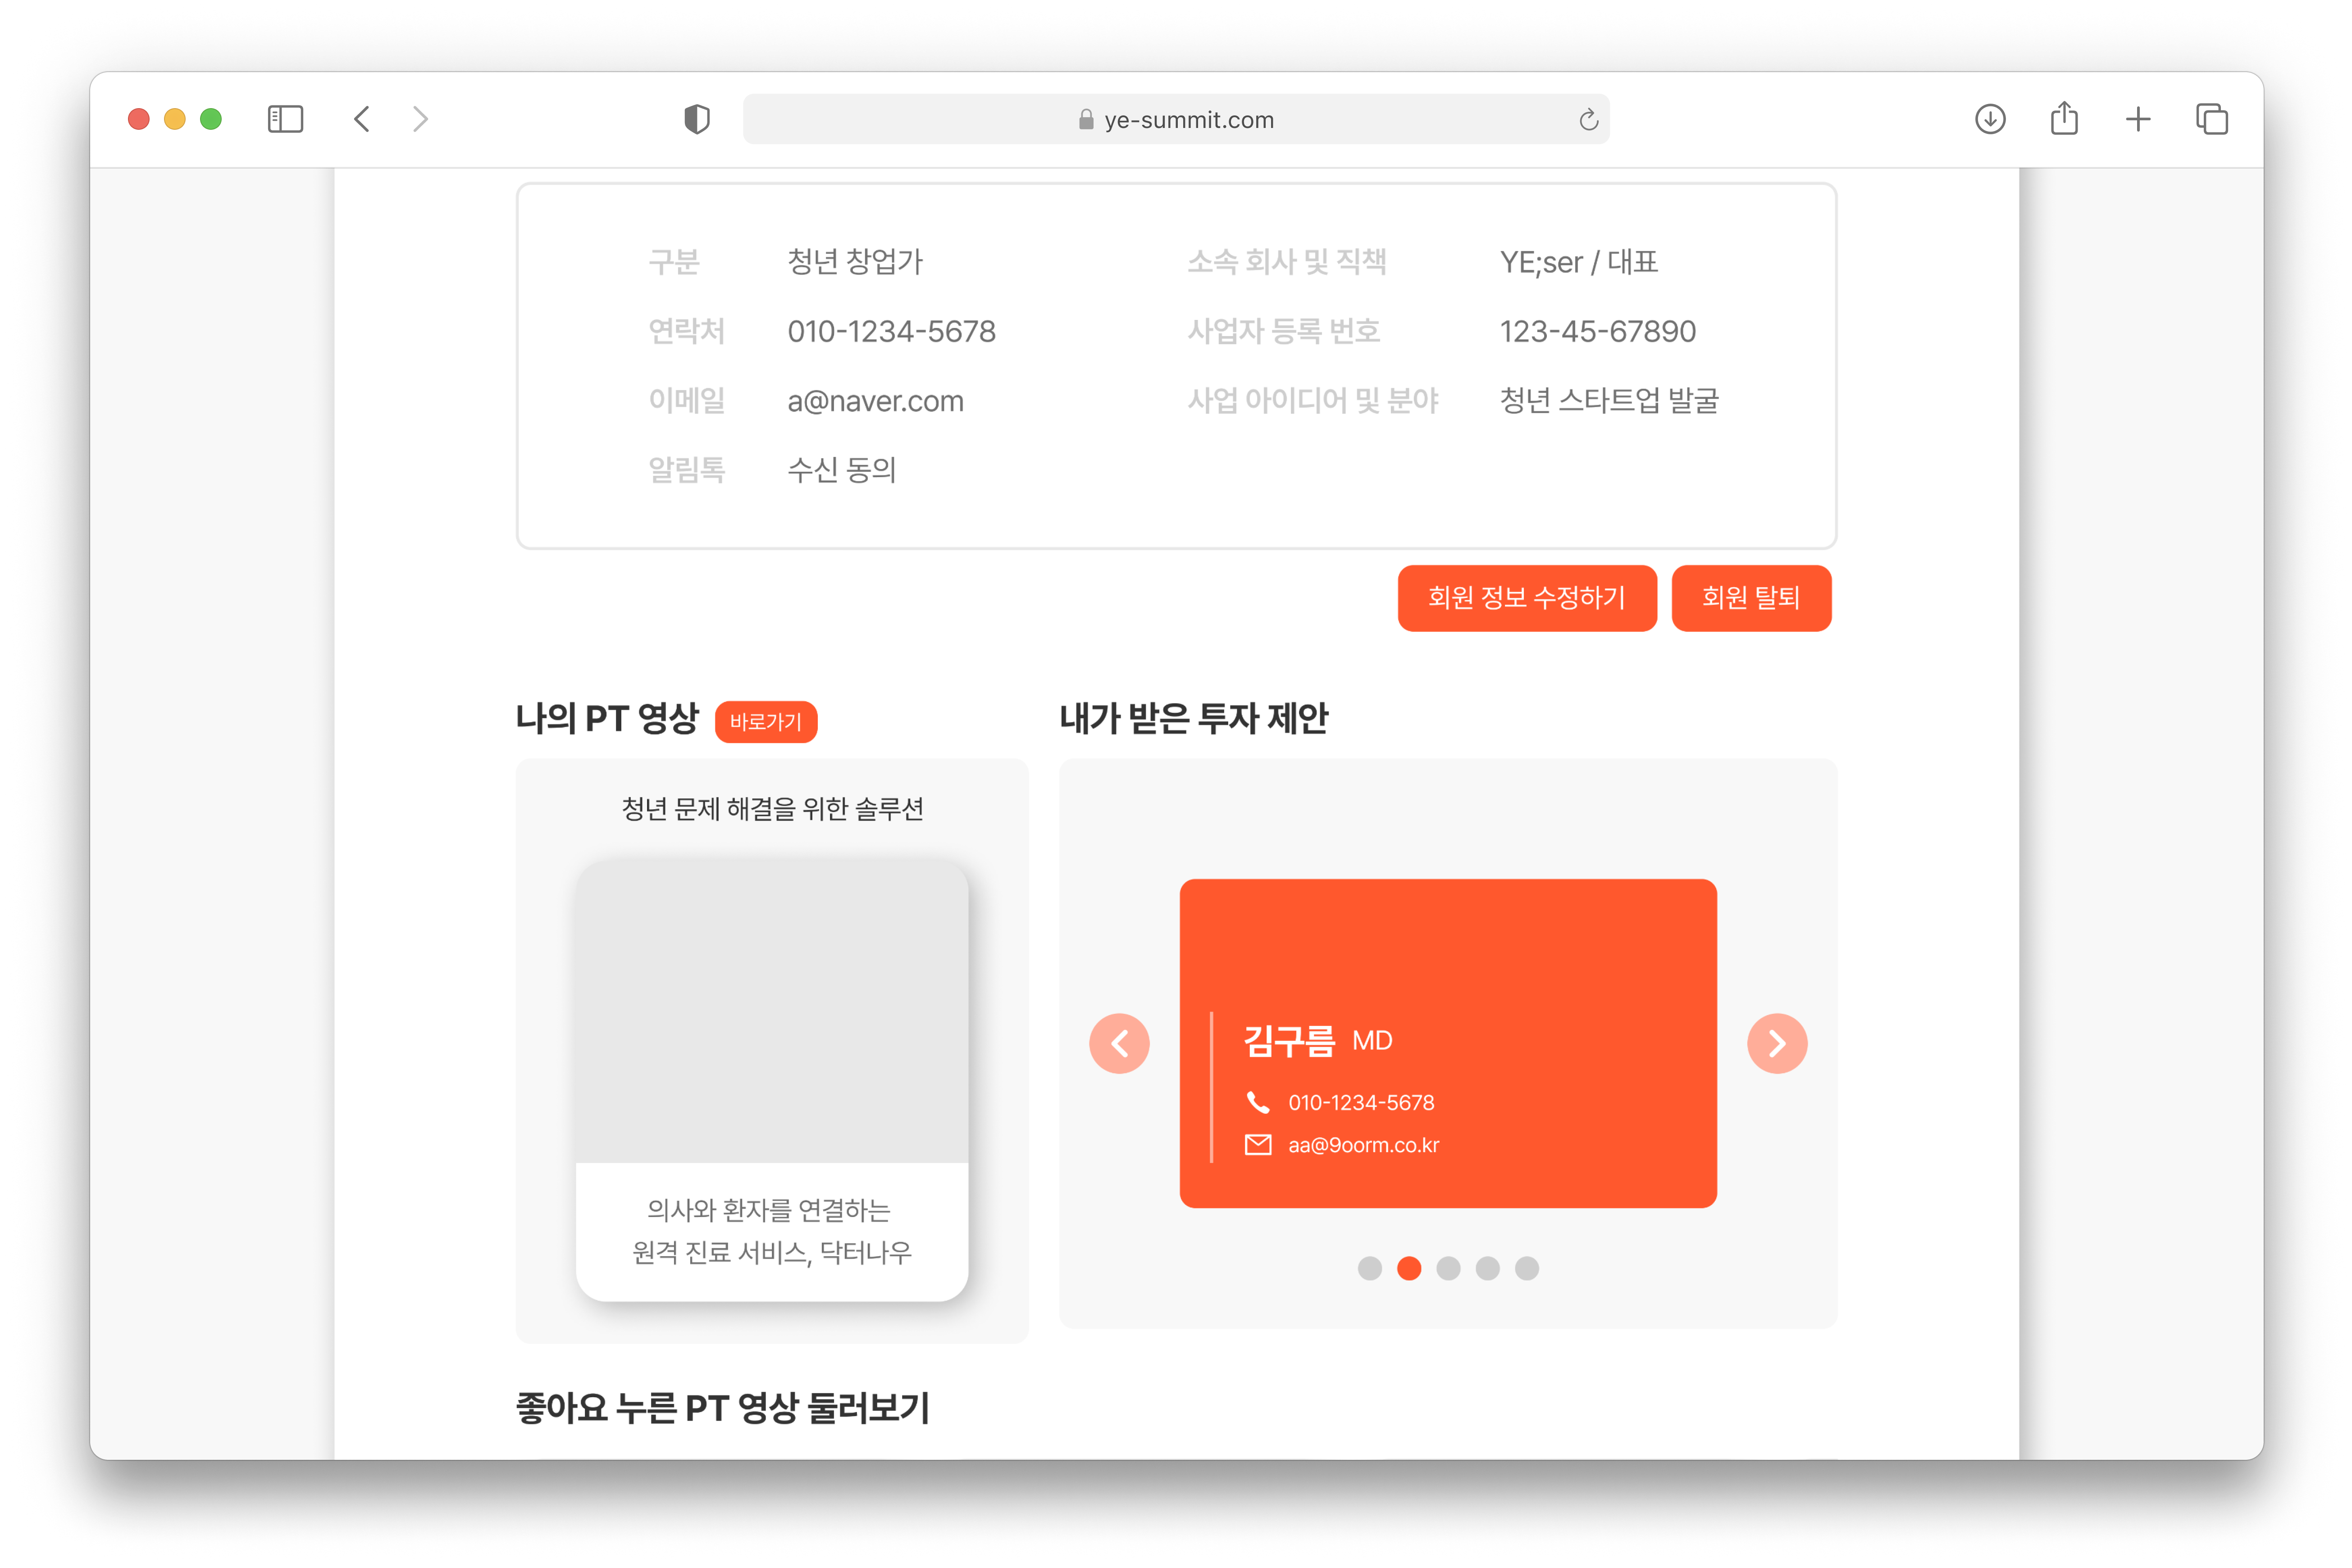 ye-summit.com
구분 청년 창업가 소속 회사 및 직책 YE;ser / 대표
연락처 010-1234-5678 사업자 등록 번호 123-45-67890
이메일 a@naver.com 사업 아이디어 및 분야 청년 스타트업 발굴
알림톡 수신 동의
회원 정보 수정하기 회원 탈퇴
나의 PT 영상 바로가기
청년 문제 해결을 위한 솔루션
의사와 환자를 연결하는
원격 진료 서비스, 닥터나우
내가 받은 투자 제안
김구름 MD
010-1234-5678
aa@9oorm.co.kr
좋아요 누른 PT 영상 둘러보기